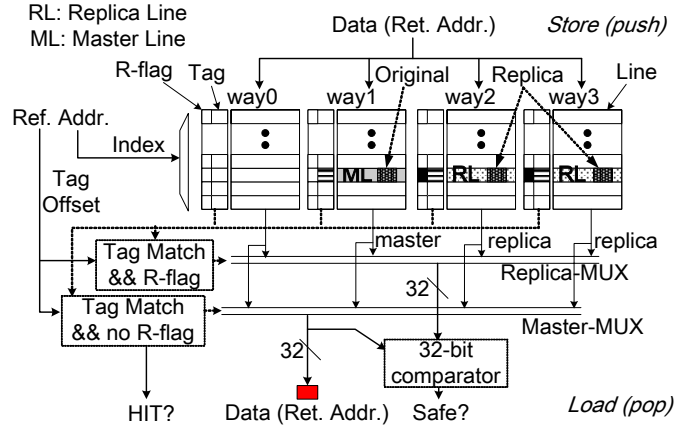 RL: Replica Line
ML: Master Line
Data (Ret. Addr.)
Store (push)
R-flag
Tag
Original
Replica
Line
way0
way1
way2
way3
Ref. Addr.
Index
Tag
Offset
ML
RL
RL
master
replica
replica
Tag Match
&& R-flag
Replica-MUX
32
Tag Match
&& no R-flag
Master-MUX
32
32-bit
comparator
HIT?
Data (Ret. Addr.)
Safe?
Load (pop)